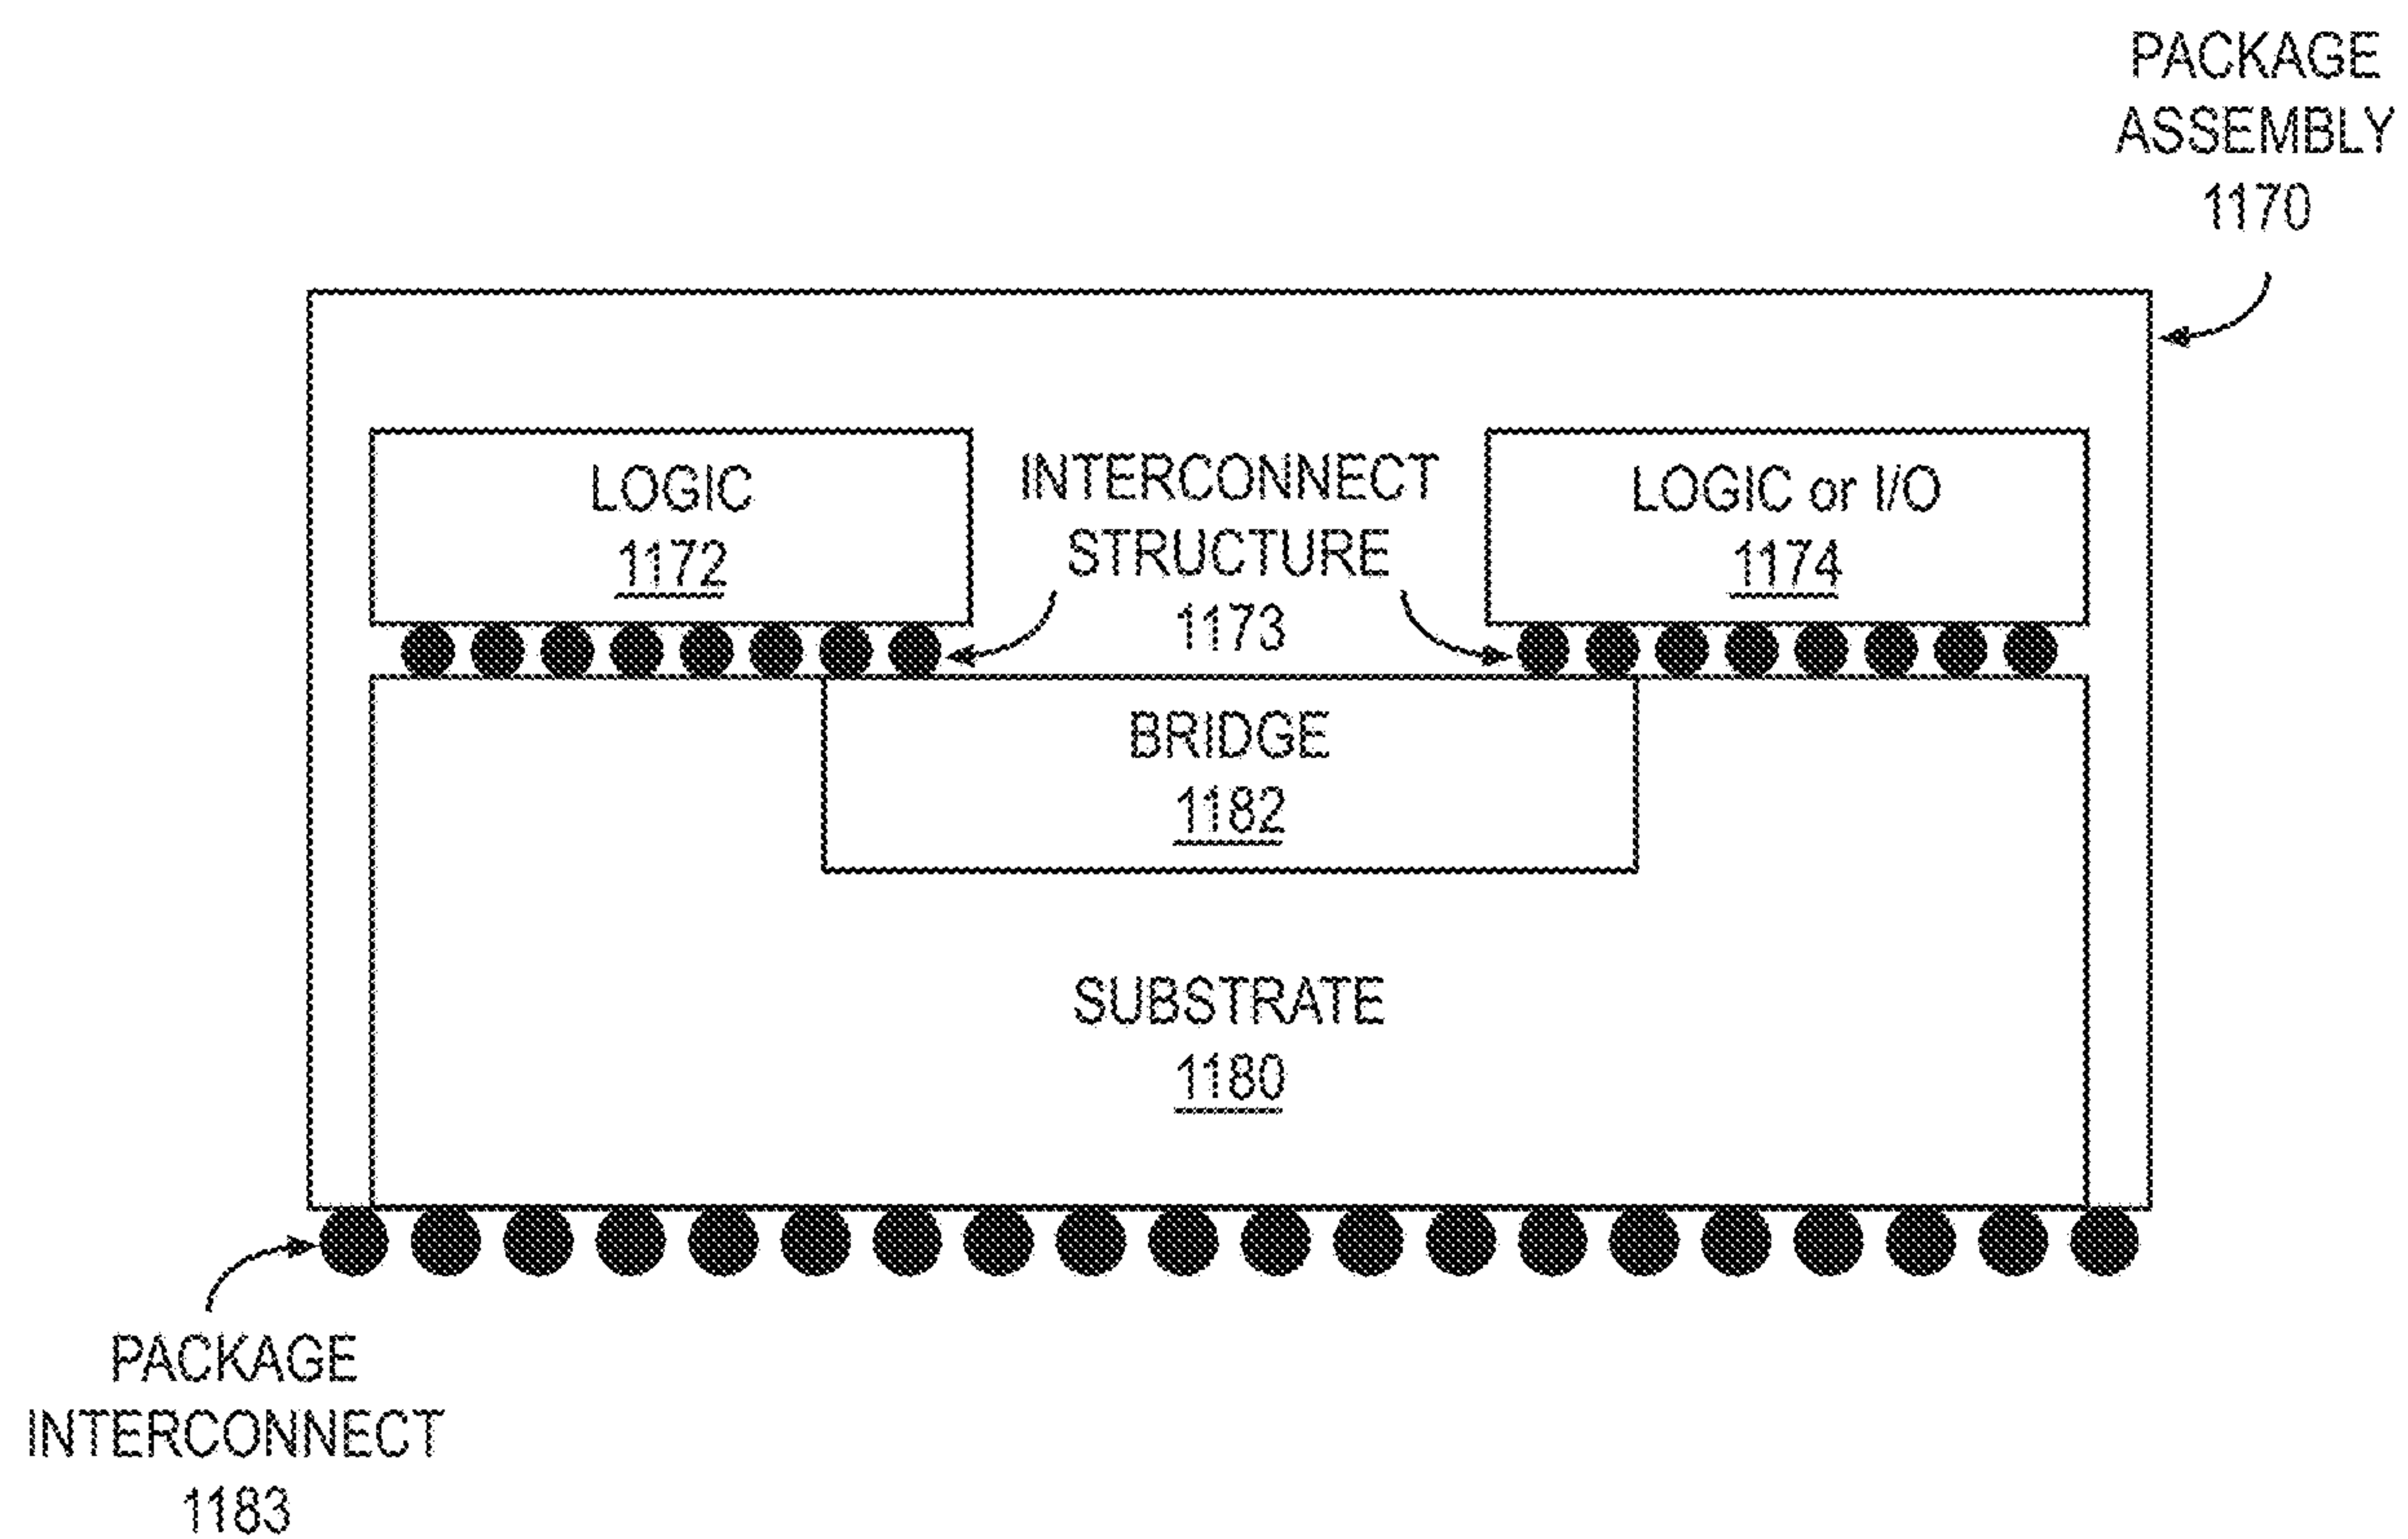 PACKAGE
ASSEMBLY
1170
LOGIC
1172
INTERCONNECT
STRUCTURE
1173
LOGIC or I/O
1174
BRIDGE
1182
SUBSTRATE
1180
PACKAGE
INTERCONNECT
1183